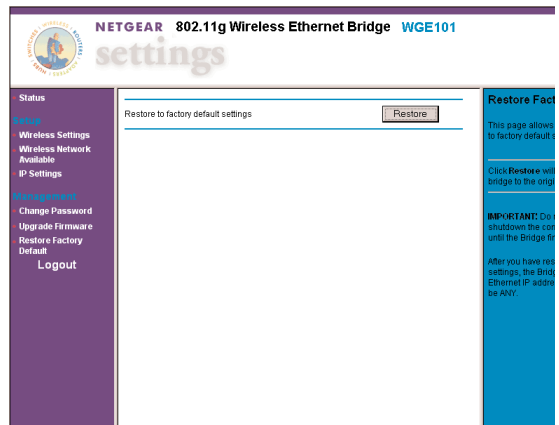 NETGEAR 802.11g Wireless Ethernet Bridge WGE101
settings
Status
Setup
Wireless Settings
Wireless Network
Available
IP Settings
Management
Change Password
Upgrade Firmware
Restore Factory
Default
Logout
Restore to factory default settings Restore
Restore Fact
This page allows
to factory default s
Click Restore will
bridge to the origi
IMPORTANT: Do
shutdown the con
until the Bridge fir
After you have res
settings, the Bridg
Ethernet IP addre
be ANY.